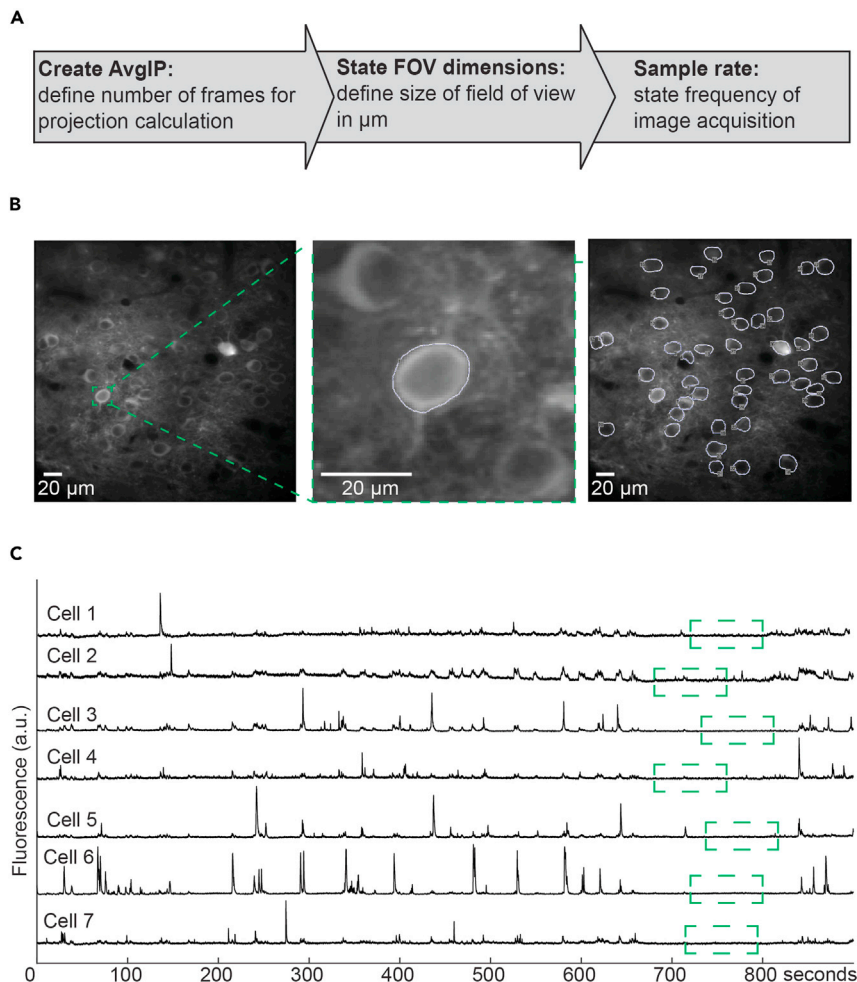 A
Create AvgIP:
define number of frames for
projection calculation
State FOV dimensions:
define size of field of view
in µm
Sample rate:
state frequency of
image acquisition
B
20 µm
20 µm
20 µm
C
Fluorescence (a.u.)
Cell 1
Cell 2
Cell 3
Cell 4
Cell 5
Cell 6
Cell 7
0 100 200 300 400 500 600 700 800 seconds